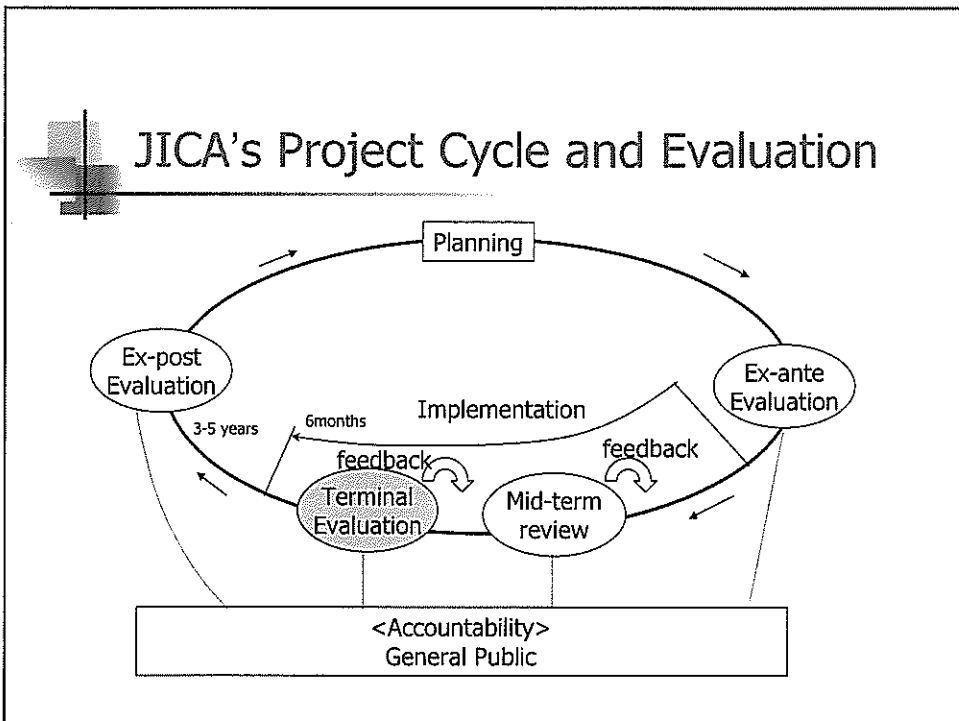 JICA's Project Cycle and Evaluation
Planning
Ex-post
Evaluation
Ex-ante
Evaluation
Implementation
3-5 years
6months
feedback
feedback
Terminal
Evaluation
Mid-term
review
<Accountability>
General Public